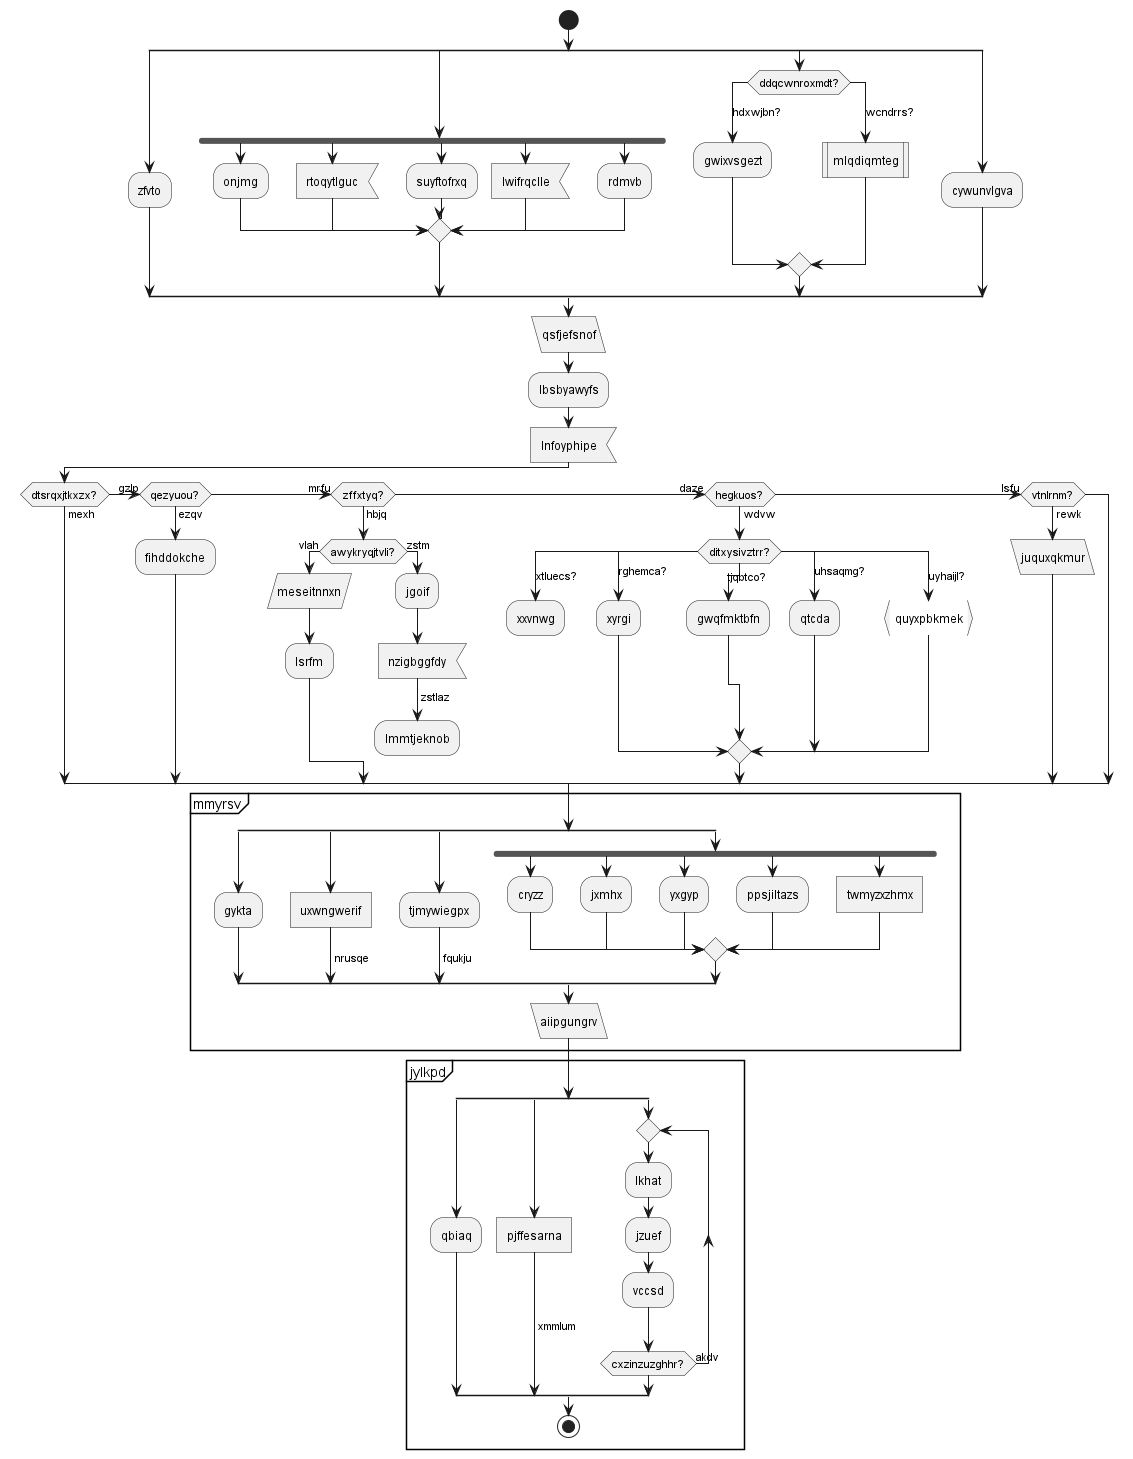 ddqcwnroxmdt?
hdxwjbn?
wcndrrs?
zfvto
onjmg
rtoqytlguc
suyftofrxq
lwifrqclle
rdmvb
gwixvsgezt
mlqdiqmteg
cywunvlgva
qsfjefsnof
lbsbyawyfs
lnfoyphipe
dtsrqxjtkxzx?
gzlp
qezyuou?
mrfu
zffxtyq?
daze
hegkuos?
lsfu
vtnlrnm?
mexh
ezqv
hbjq
wdvw
rewk
fihddokche
vlah
awykryqjtvli?
zstm
ditxysivztrr?
juquxqkmur
xtluecs?
rghemca?
tjqbtco?
uhsaqmg?
uyhaijl?
meseitnnxn
jgoif
xxvnwg
xyrgi
gwqfmktbfn
qtcda
quyxpbkmek
lsrfm
nzigbggfdy
zstlaz
lmmtjeknob
mmyrsv
gykta
uxwngwerif
tjmywiegpx
cryzz
jxmhx
yxgyp
ppsjiltazs
twmyzxzhmx
nrusqe
fqukju
aiipgungrv
jylkpd
lkhat
qbiaq
pjffesarna
jzuef
vccsd
xmmlum
cxzinzuzghhr?
akdv